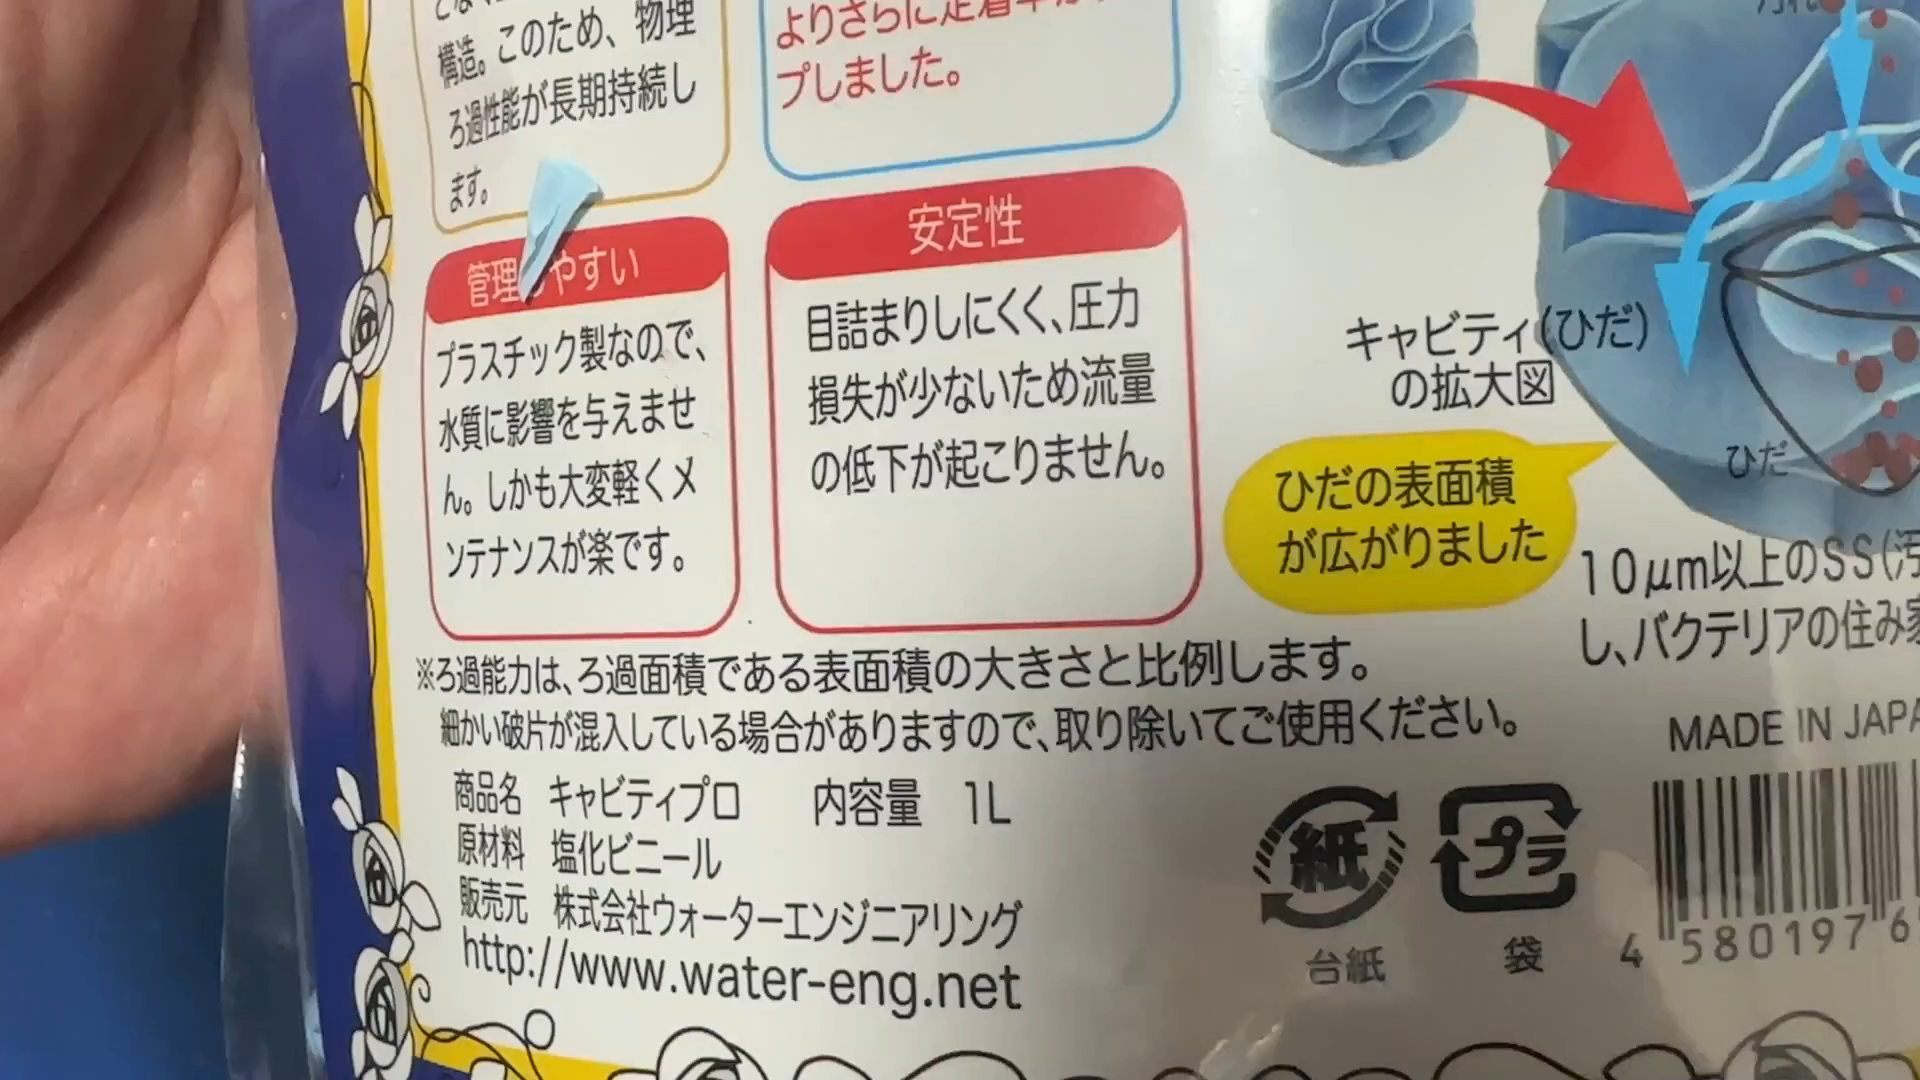 構造。このため、物理
ろ過性能が長期持続し
ます。
よりさらに定着率が
プしました。
管理しやすい
プラスチック製なので、
水質に影響を与えませ
ん。しかも大変軽くメ
ンテナンスが楽です。
安定性
目詰まりしにくく、圧力
損失が少ないため流量
の低下が起こりません。
キャビティ(ひだ)
の拡大図
ひだ
ひだの表面積
が広がりました
10μm以上のSS(汚
し、バクテリアの住み家
※ろ過能力は、ろ過面積である表面積の大きさと比例します。
細かい破片が混入している場合がありますので、取り除いてご使用ください。
商品名 キャビティプロ 内容量 1L
原材料 塩化ビニール
販売元 株式会社ウォーターエンジニアリング
http://www.water-eng.net
MADE IN JAPA
紙
台紙
プラ
袋
4 580197 6